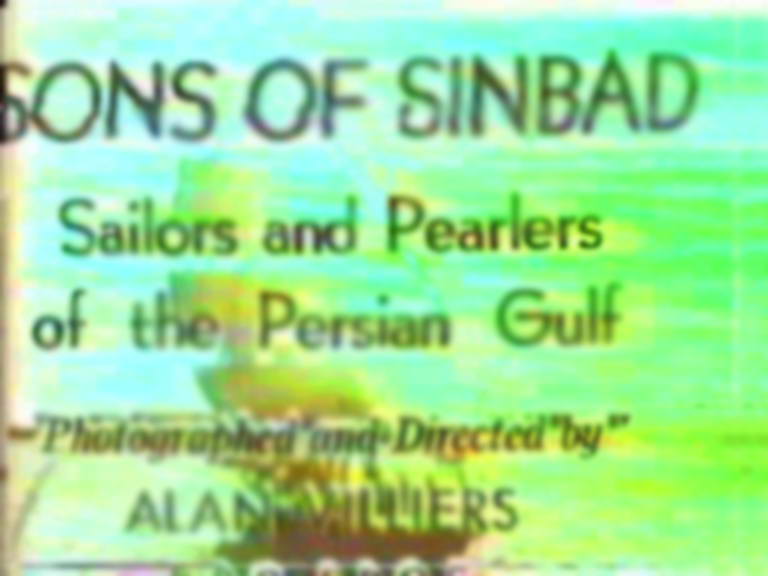 SONS OF SINBAD
Sailors and Pearlers
of the Persian Gulf
"Photographed and Directed by"
ALAN VILLIERS